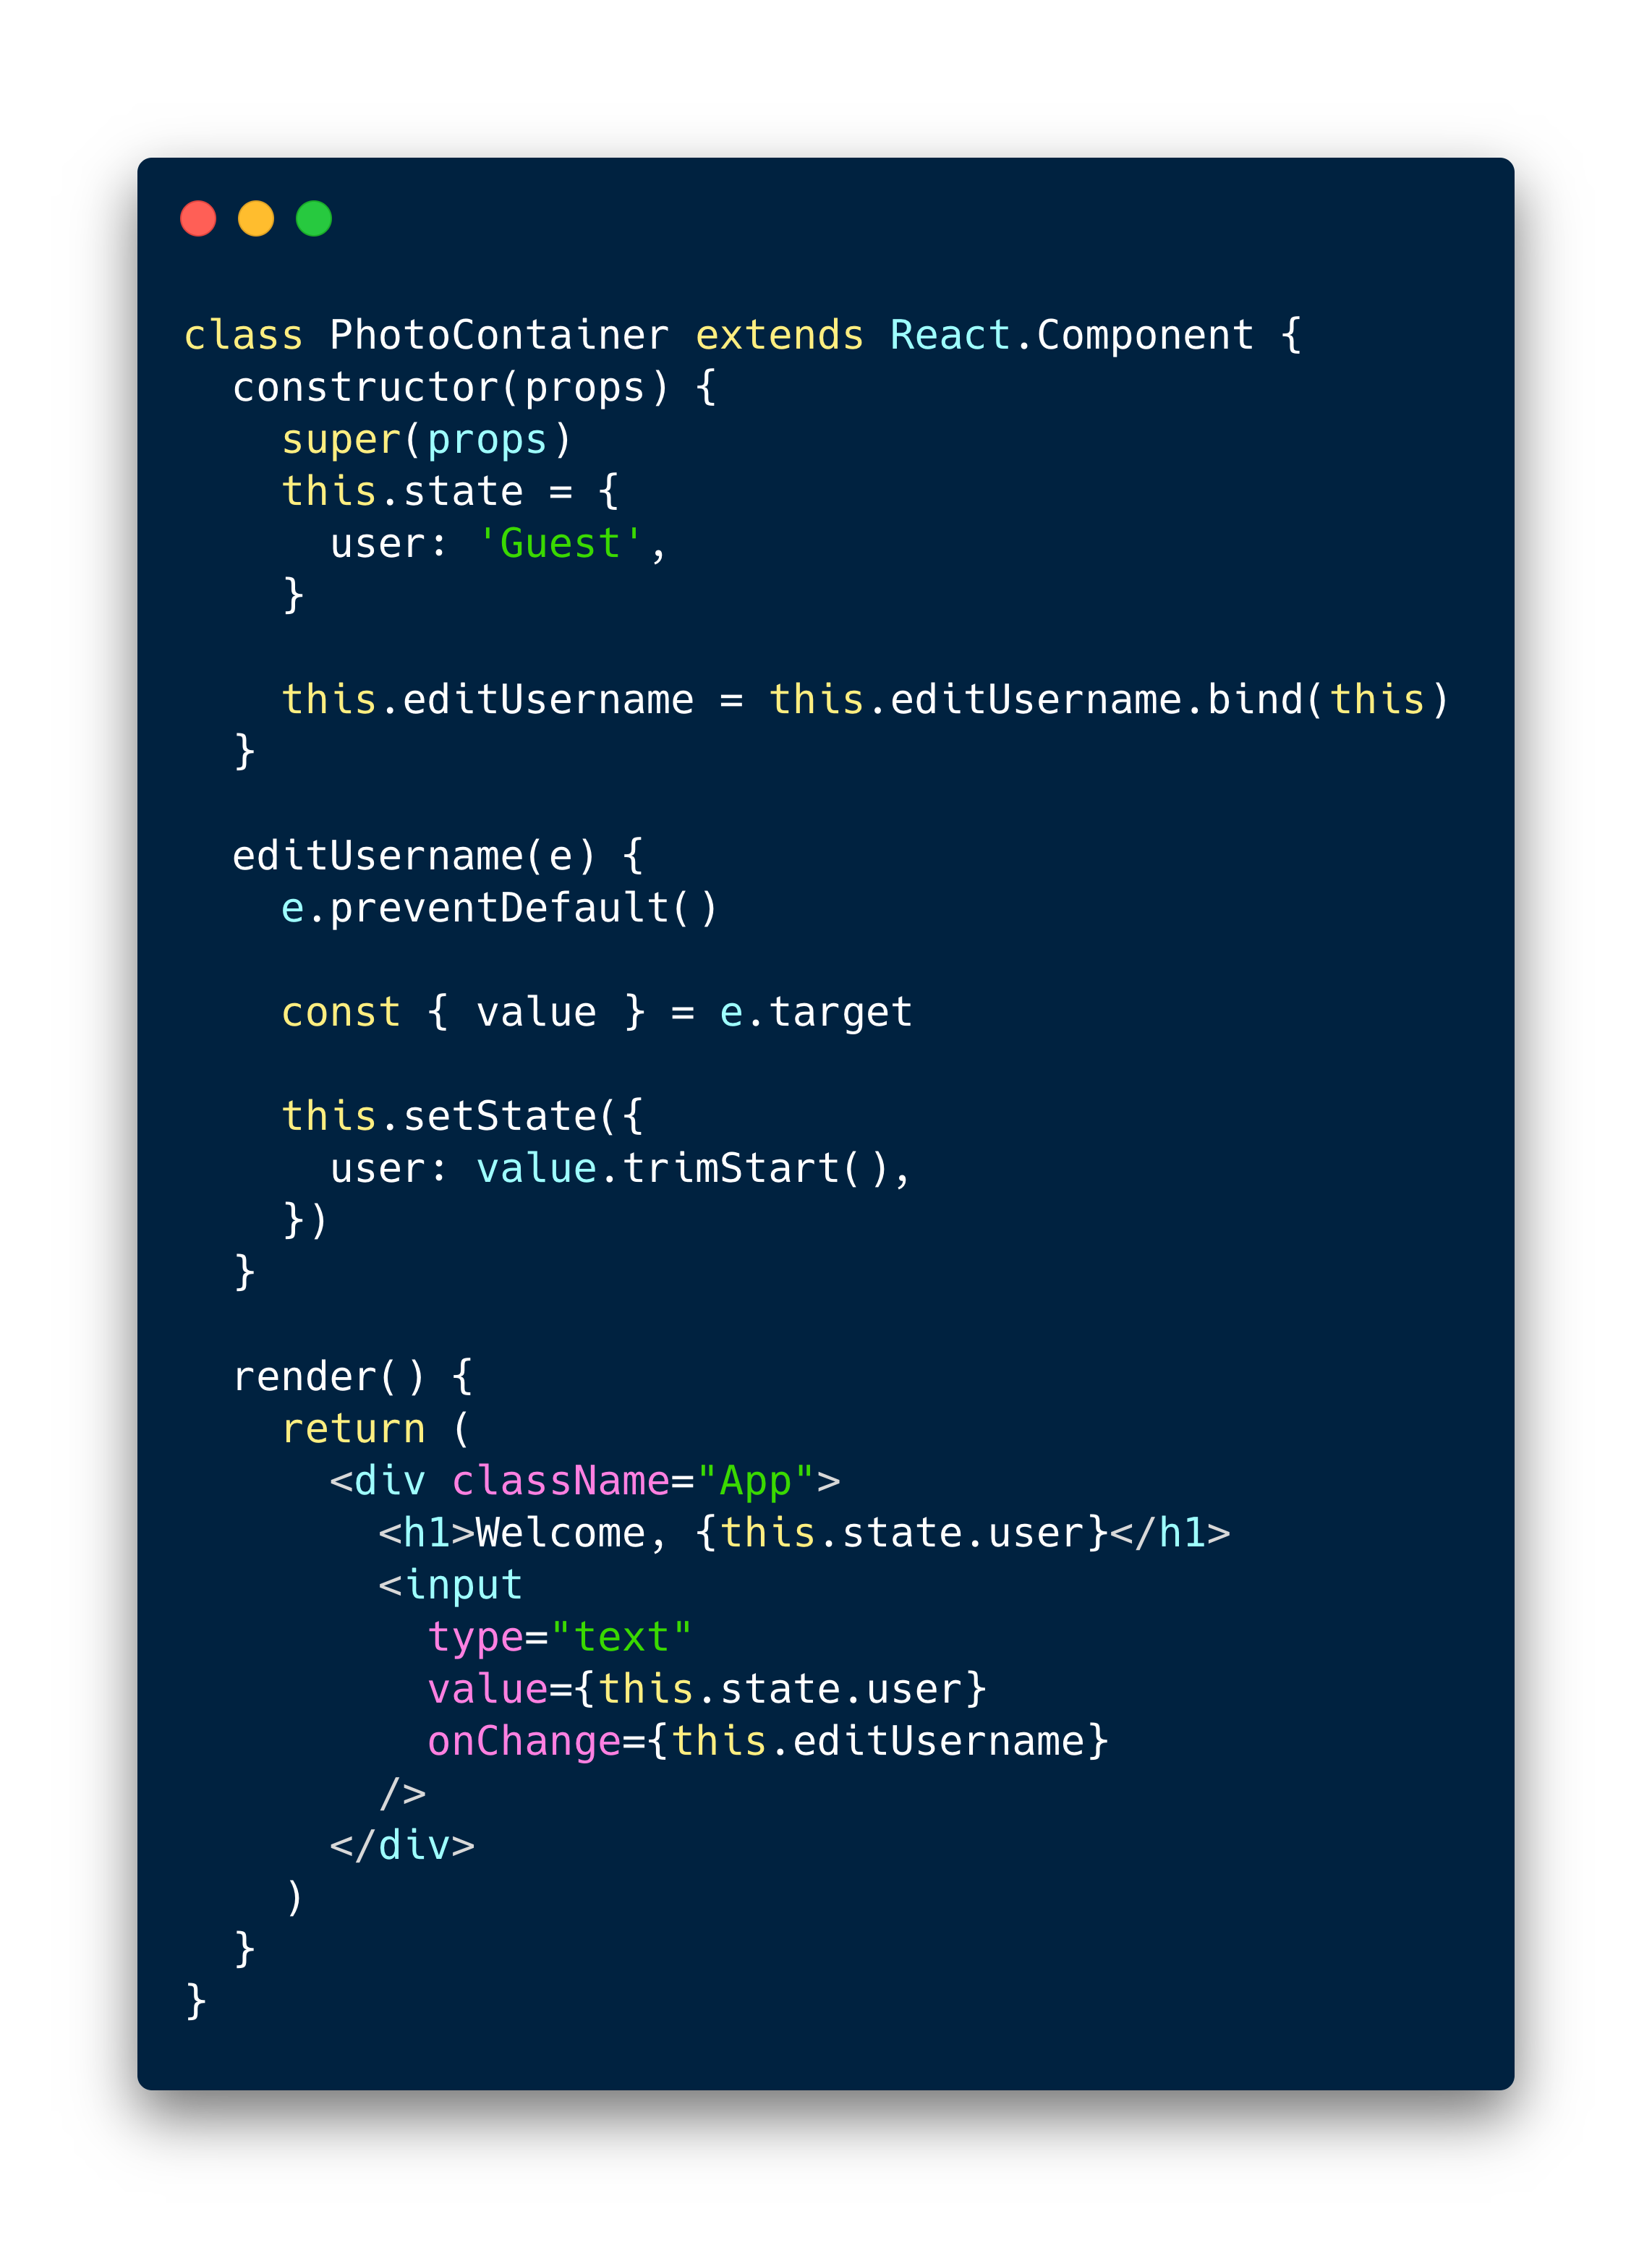 class PhotoContainer extends React.Component {
  constructor(props) {
    super(props)
    this.state = {
      user: 'Guest',
    }

    this.editUsername = this.editUsername.bind(this)
  }

  editUsername(e) {
    e.preventDefault()

    const { value } = e.target

    this.setState({
      user: value.trimStart(),
    })
  }

  render() {
    return (
      <div className="App">
        <h1>Welcome, {this.state.user}</h1>
        <input
          type="text"
          value={this.state.user}
          onChange={this.editUsername}
        />
      </div>
    )
  }
}